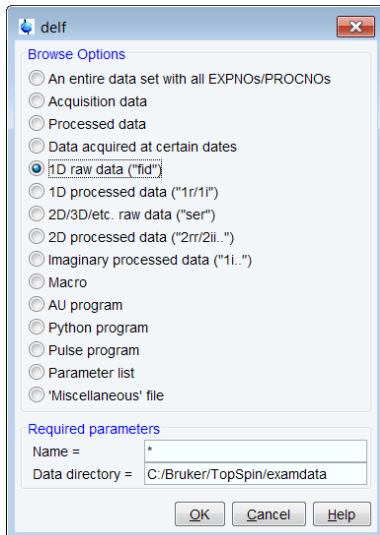 delf
Browse Options
An entire data set with all EXPNOs/PROCNOs
Acquisition data
Processed data
Data acquired at certain dates
1D raw data ("fid")
1D processed data ("1r/1i")
2D/3D/etc. raw data ("ser")
2D processed data ("2rr/2ii..")
Imaginary processed data ("1i..")
Macro
AU program
Python program
Pulse program
Parameter list
'Miscellaneous' file
Required parameters
Name = *
Data directory = C:/Bruker/TopSpin/examdata
OK Cancel Help